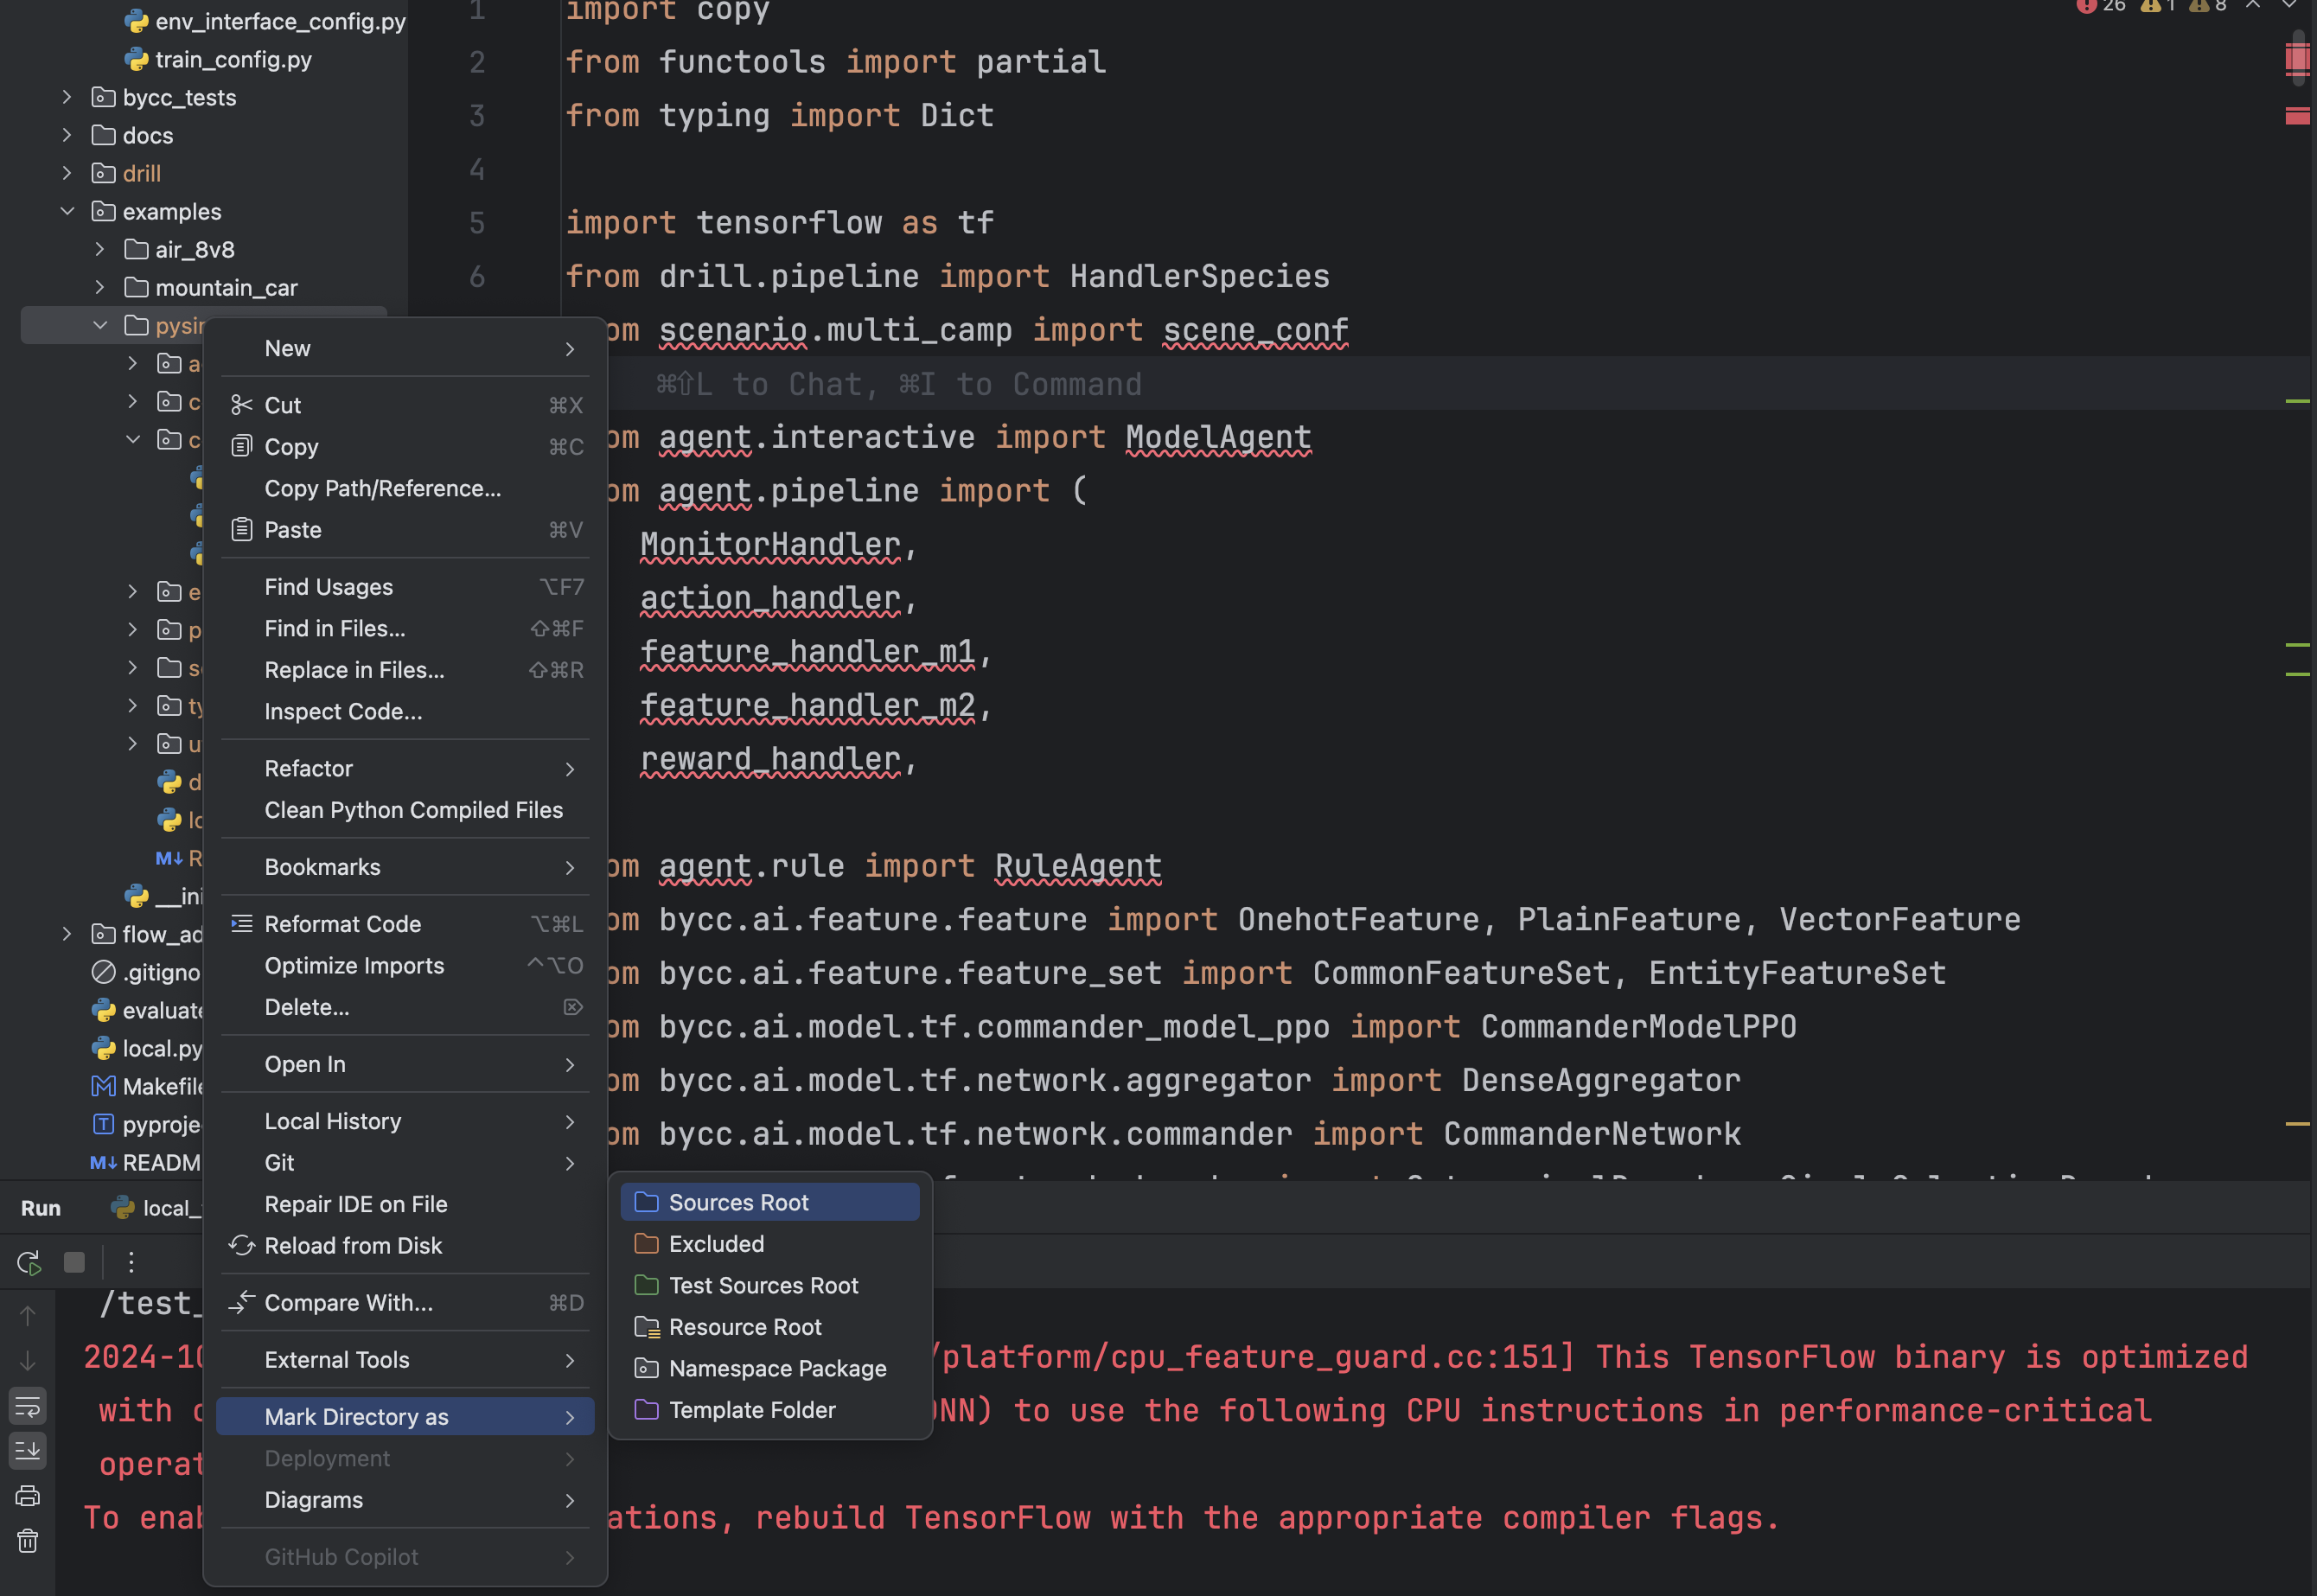 env_interface_config.py
train_config.py
bycc_tests
docs
drill
examples
air_8v8
mountain_car
pysi
a
c
c
e
p
s
ty
u
d
lo
M↓ R
__ini
flow_ad
.gitigno
evaluate
local.py
Makefile
pyproje
M↓ READM
26 1 8
1 import copy
2 from functools import partial
3 from typing import Dict
4
5 import tensorflow as tf
6 from drill.pipeline import HandlerSpecies
om scenario.multi_camp import scene_conf
⌘⇧L to Chat, ⌘I to Command
om agent.interactive import ModelAgent
om agent.pipeline import (
MonitorHandler,
action_handler,
feature_handler_m1,
feature_handler_m2,
reward_handler,
om agent.rule import RuleAgent
om bycc.ai.feature.feature import OnehotFeature, PlainFeature, VectorFeature
om bycc.ai.feature.feature_set import CommonFeatureSet, EntityFeatureSet
om bycc.ai.model.tf.commander_model_ppo import CommanderModelPPO
om bycc.ai.model.tf.network.aggregator import DenseAggregator
om bycc.ai.model.tf.network.commander import CommanderNetwork
New
Cut ⌘X
Copy ⌘C
Copy Path/Reference...
Paste ⌘V
Find Usages ⌥F7
Find in Files... ⇧⌘F
Replace in Files... ⇧⌘R
Inspect Code...
Refactor
Clean Python Compiled Files
Bookmarks
Reformat Code ⌥⌘L
Optimize Imports ^⌥O
Delete... ⌦
Open In
Local History
Git
Repair IDE on File
Reload from Disk
Compare With... ⌘D
External Tools
Mark Directory as
Deployment
Diagrams
GitHub Copilot
Sources Root
Excluded
Test Sources Root
Resource Root
Namespace Package
Template Folder
Run local_
/test_
2024-10 /platform/cpu_feature_guard.cc:151] This TensorFlow binary is optimized
with o NN) to use the following CPU instructions in performance-critical
operat
To enab ations, rebuild TensorFlow with the appropriate compiler flags.